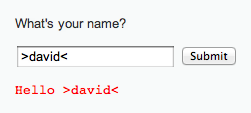 What's your name?
>david< Submit
Hello >david<